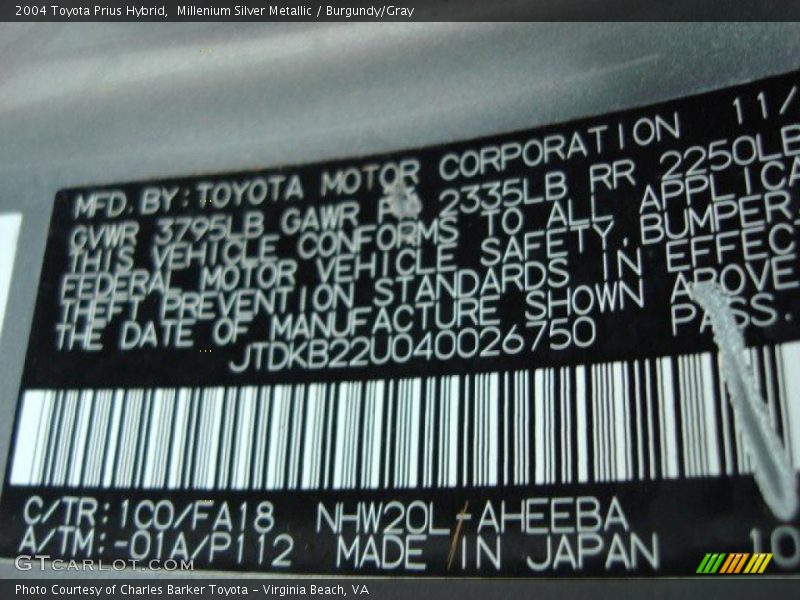 2004 Toyota Prius Hybrid,  Millenium Silver Metallic / Burgundy/Gray
MFD. BY: TOYOTA MOTOR CORPORATION 11/
GVWR 3795LB GAWR 2335LB RR 2250LB
THIS VEHICLE CONFORMS TO ALL APPLICA
FEDERAL MOTOR VEHICLE SAFETY, BUMPER,
THEFT PREVENTION STANDARDS IN EFFEC
THE DATE OF MANUFACTURE SHOWN ABOVE
JTDKB22U040026750 PASS.
C/TR: 1C0/FA18 NHW20L-AHEEBA
A/TM: -01A/P112 MADE IN JAPAN 10
GTCARLOT.COM
Photo Courtesy of Charles Barker Toyota - Virginia Beach, VA